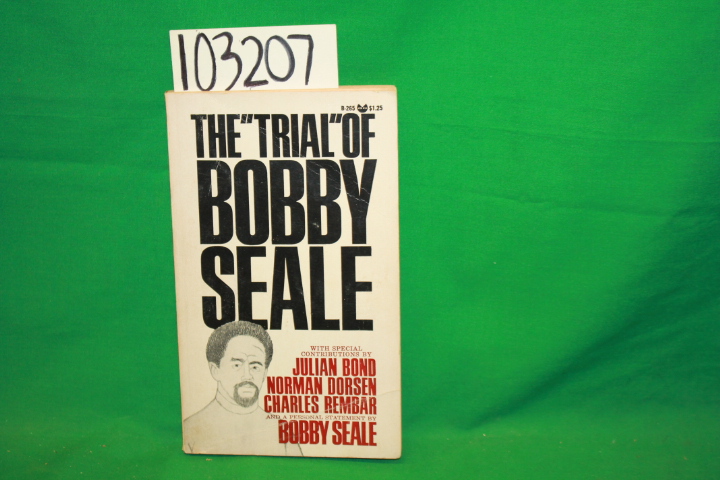 103207
B-265 $1.25
THE "TRIAL" OF
BOBBY
SEALE
WITH SPECIAL
CONTRIBUTIONS BY
JULIAN BOND
NORMAN DORSEN
CHARLES REMBAR
AND A PERSONAL STATEMENT BY
BOBBY SEALE